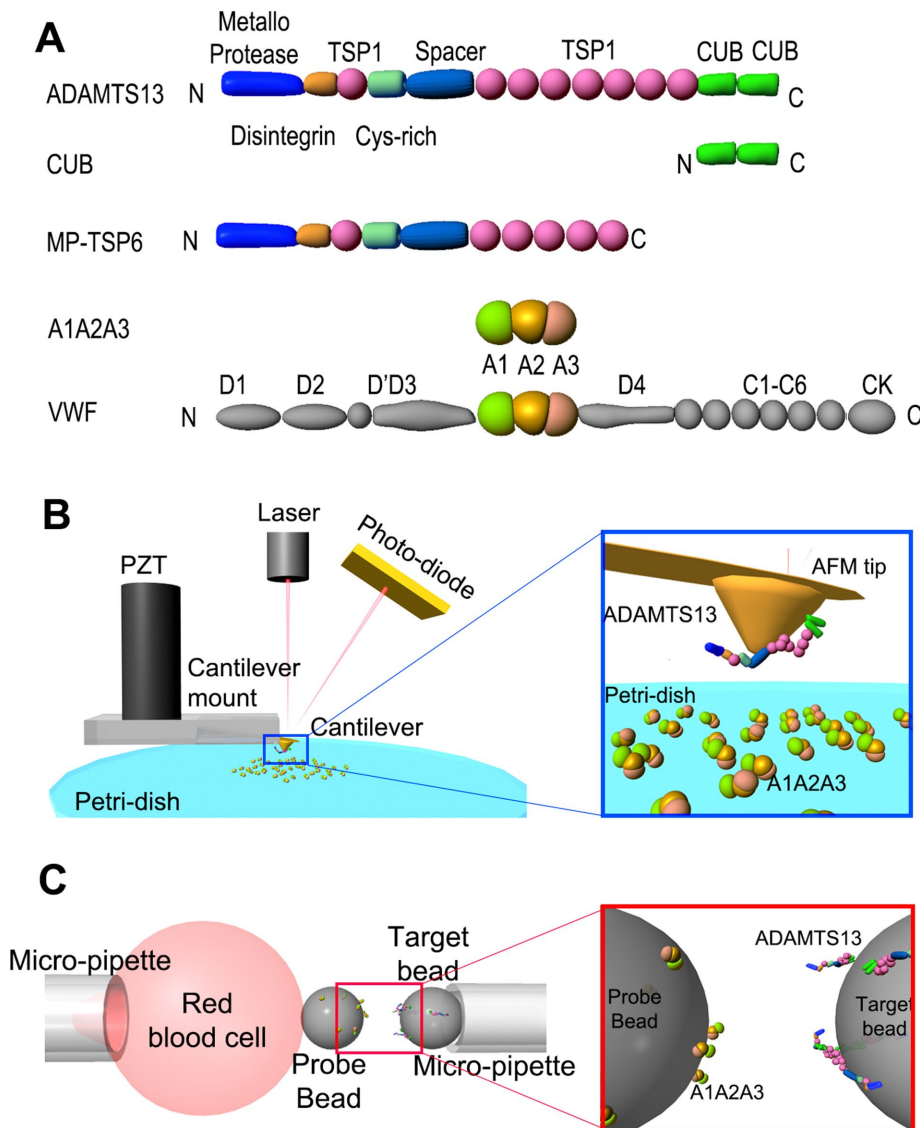 A
Metallo
Protease
TSP1
Spacer
TSP1
CUB
CUB
ADAMTS13
N
C
Disintegrin
Cys-rich
CUB
N
C
MP-TSP6
N
C
A1A2A3
A1
A2
A3
D1
D2
D'D3
D4
C1-C6
CK
VWF
N
C
B
Laser
Photo-diode
PZT
Cantilever
mount
Cantilever
Petri-dish
AFM tip
ADAMTS13
Petri-dish
A1A2A3
C
Micro-pipette
Red
blood cell
Target
bead
Probe
Bead
Micro-pipette
ADAMTS13
Probe
Bead
Target
bead
A1A2A3